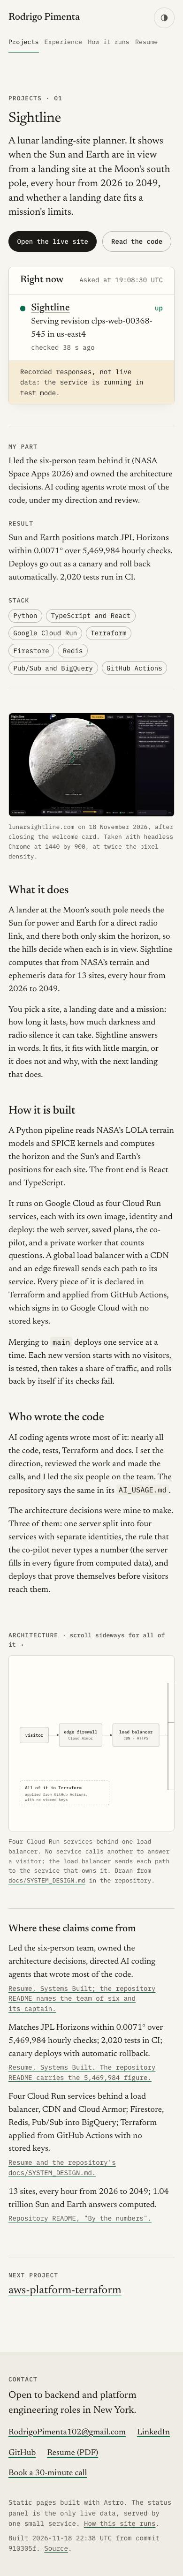 Rodrigo Pimenta
Projects Experience How it runs Resume
PROJECTS · 01
Sightline
A lunar landing-site planner. It shows
when the Sun and Earth are in view
from a landing site at the Moon's south
pole, every hour from 2026 to 2049,
and whether a landing date fits a
mission's limits.
Open the live site Read the code
Right now Asked at 19:08:30 UTC
Sightline up
Serving revision clps-web-00368-
545 in us-east4
checked 38 s ago
Recorded responses, not live
data: the service is running in
test mode.
MY PART
I led the six-person team behind it (NASA
Space Apps 2026) and owned the architecture
decisions. AI coding agents wrote most of the
code, under my direction and review.
RESULT
Sun and Earth positions match JPL Horizons
within 0.0071° over 5,469,984 hourly checks.
Deploys go out as a canary and roll back
automatically. 2,020 tests run in CI.
STACK
Python TypeScript and React
Google Cloud Run Terraform
Firestore Redis
Pub/Sub and BigQuery GitHub Actions
lunarsightline.com on 18 November 2026, after
closing the welcome card. Taken with headless
Chrome at 1440 by 900, at twice the pixel
density.
What it does
A lander at the Moon's south pole needs the
Sun for power and Earth for a direct radio
link, and there both only skim the horizon, so
the hills decide when each is in view. Sightline
computes that from NASA's terrain and
ephemeris data for 13 sites, every hour from
2026 to 2049.
You pick a site, a landing date and a mission:
how long it lasts, how much darkness and
radio silence it can take. Sightline answers
in words. It fits, it fits with little margin, or
it does not and why, with the next landing
that does.
How it is built
A Python pipeline reads NASA's LOLA terrain
models and SPICE kernels and computes
the horizon and the Sun's and Earth's
positions for each site. The front end is React
and TypeScript.
It runs on Google Cloud as four Cloud Run
services, each with its own image, identity and
deploy: the web server, saved plans, the co-
pilot, and a private worker that counts
questions. A global load balancer with a CDN
and an edge firewall sends each path to its
service. Every piece of it is declared in
Terraform and applied from GitHub Actions,
which signs in to Google Cloud with no
stored keys.
Merging to main deploys one service at a
time. Each new version starts with no visitors,
is tested, then takes a share of traffic, and rolls
back by itself if its checks fail.
Who wrote the code
AI coding agents wrote most of it: nearly all
the code, tests, Terraform and docs. I set the
direction, reviewed the work and made the
calls, and I led the six people on the team. The
repository says the same in its AI_USAGE.md.
The architecture decisions were mine to make.
Three of them: one server split into four
services with separate identities, the rule that
the co-pilot never types a number (the server
fills in every figure from computed data), and
deploys that prove themselves before visitors
reach them.
ARCHITECTURE · scroll sideways for all of
it →
visitor
edge firewall
Cloud Armor
load balancer
CDN · HTTPS
All of it in Terraform
applied from GitHub Actions,
with no stored keys
Four Cloud Run services behind one load
balancer. No service calls another to answer
a visitor; the load balancer sends each path
to the service that owns it. Drawn from
docs/SYSTEM_DESIGN.md in the repository.
Where these claims come from
Led the six-person team, owned the
architecture decisions, directed AI coding
agents that wrote most of the code.
Resume, Systems Built; the repository
README names the team of six and
its captain.
Matches JPL Horizons within 0.0071° over
5,469,984 hourly checks; 2,020 tests in CI;
canary deploys with automatic rollback.
Resume, Systems Built. The repository
README carries the 5,469,984 figure.
Four Cloud Run services behind a load
balancer, CDN and Cloud Armor; Firestore,
Redis, Pub/Sub into BigQuery; Terraform
applied from GitHub Actions with no
stored keys.
Resume and the repository's
docs/SYSTEM_DESIGN.md.
13 sites, every hour from 2026 to 2049; 1.04
trillion Sun and Earth answers computed.
Repository README, "By the numbers".
NEXT PROJECT
aws-platform-terraform
CONTACT
Open to backend and platform
engineering roles in New York.
RodrigoPimenta102@gmail.com LinkedIn
GitHub Resume (PDF)
Book a 30-minute call
Static pages built with Astro. The status
panel is the only live data, served by
one small service. How this site runs.
Built 2026-11-18 22:38 UTC from commit
910305f. Source.